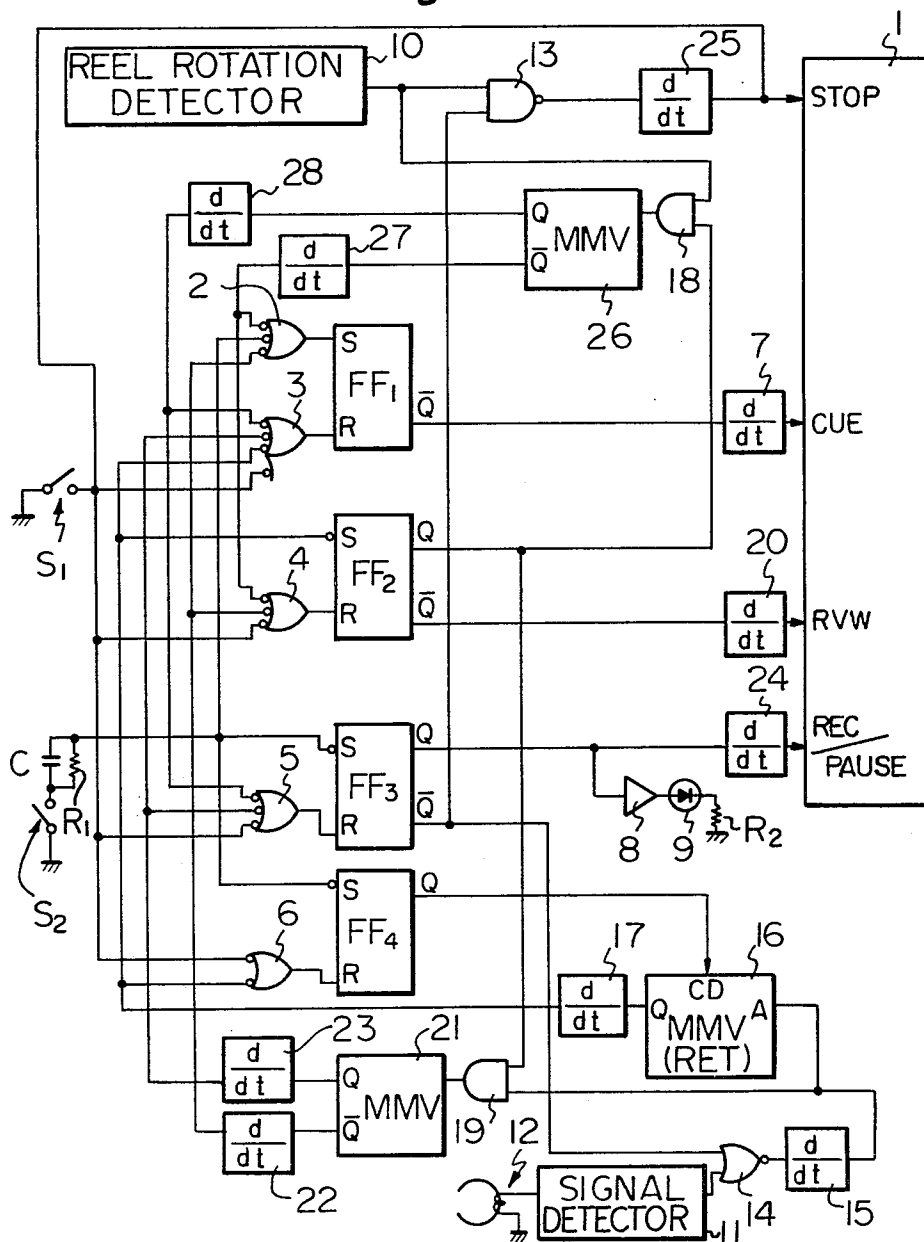 10
REEL ROTATION
DETECTOR
13
25
d
dt
1
STOP
28
d
dt
27
d
dt
Q
Q̅
MMV
18
26
2
S
FF1
R
Q̅
3
7
d
dt
CUE
S1
S
FF2
R
Q
Q̅
4
20
d
dt
RVW
24
d
dt
REC
PAUSE
C
R1
S2
5
S
FF3
R
Q
Q̅
8
9
R2
S
FF4
R
Q
6
17
d
dt
16
CD
Q
A
MMV
(RET)
23
d
dt
21
Q
Q̅
MMV
d
dt
22
19
12
SIGNAL
DETECTOR
11
14
d
dt
15